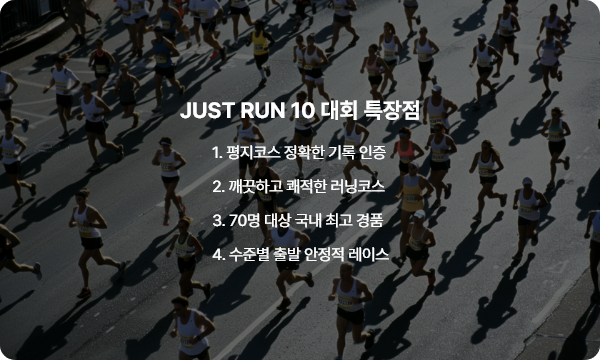 JUST RUN 10 대회 특장점
1. 평지코스 정확한 기록 인증
2. 깨끗하고 쾌적한 러닝코스
3. 70명 대상 국내 최고 경품
4. 수준별 출발 안정적 레이스